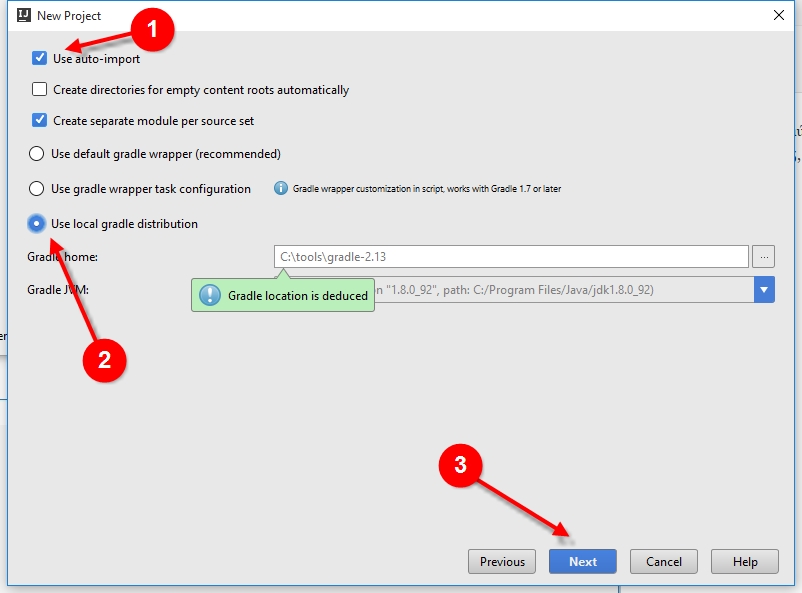 New Project
1
Use auto-import
Create directories for empty content roots automatically
Create separate module per source set
Use default gradle wrapper (recommended)
Use gradle wrapper task configuration
Gradle wrapper customization in script, works with Gradle 1.7 or later
Use local gradle distribution
Gradle home:
C:\tools\gradle-2.13
...
Gradle JVM:
Gradle location is deduced
"1.8.0_92", path: C:/Program Files/Java/jdk1.8.0_92)
2
3
Previous
Next
Cancel
Help